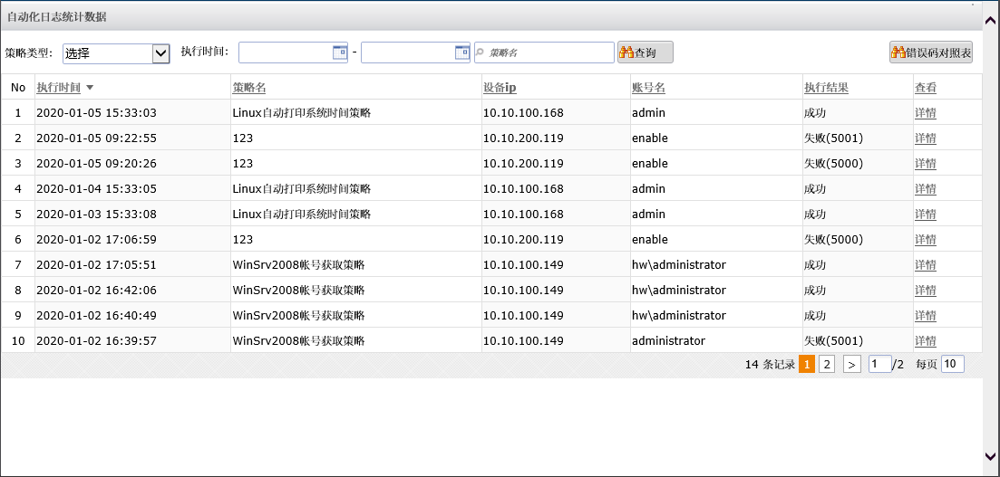 自动化日志统计数据
策略类型: 选择 执行时间: - 策略名 查询 错误码对照表
No 执行时间 策略名 设备ip 账号名 执行结果 查看
1 2020-01-05 15:33:03 Linux自动打印系统时间策略 10.10.100.168 admin 成功 详情
2 2020-01-05 09:22:55 123 10.10.200.119 enable 失败(5001) 详情
3 2020-01-05 09:20:26 123 10.10.200.119 enable 失败(5000) 详情
4 2020-01-04 15:33:05 Linux自动打印系统时间策略 10.10.100.168 admin 成功 详情
5 2020-01-03 15:33:08 Linux自动打印系统时间策略 10.10.100.168 admin 成功 详情
6 2020-01-02 17:06:59 123 10.10.200.119 enable 失败(5000) 详情
7 2020-01-02 17:05:51 WinSrv2008帐号获取策略 10.10.100.149 hw\administrator 成功 详情
8 2020-01-02 16:42:06 WinSrv2008帐号获取策略 10.10.100.149 hw\administrator 成功 详情
9 2020-01-02 16:40:49 WinSrv2008帐号获取策略 10.10.100.149 hw\administrator 成功 详情
10 2020-01-02 16:39:57 WinSrv2008帐号获取策略 10.10.100.149 administrator 失败(5001) 详情
14 条记录 1 2 > 1 /2 每页 10